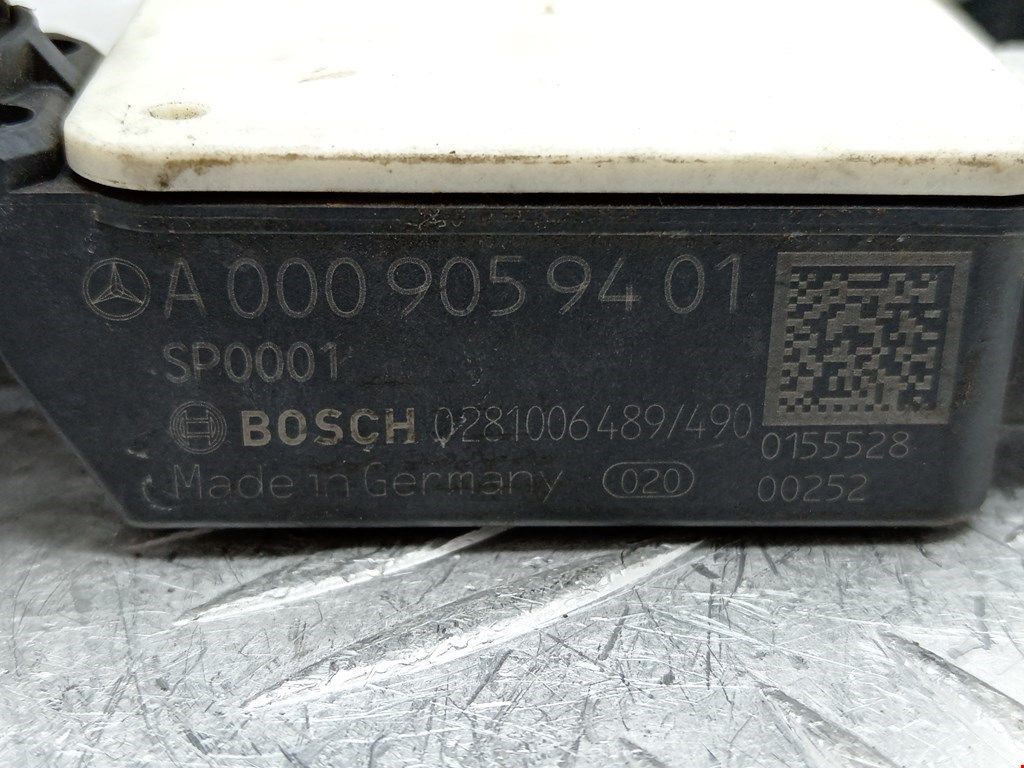 A 000 905 94 01
SP0001
BOSCH 0281006489/490
0155528
Made in Germany 020 00252